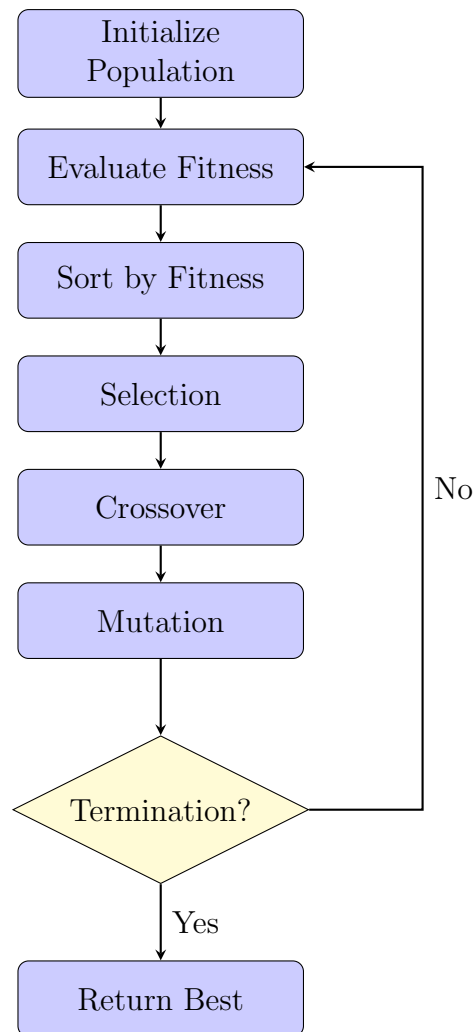 Initialize
Population
Evaluate Fitness
Sort by Fitness
Selection
No
Crossover
Mutation
Termination?
Yes
Return Best